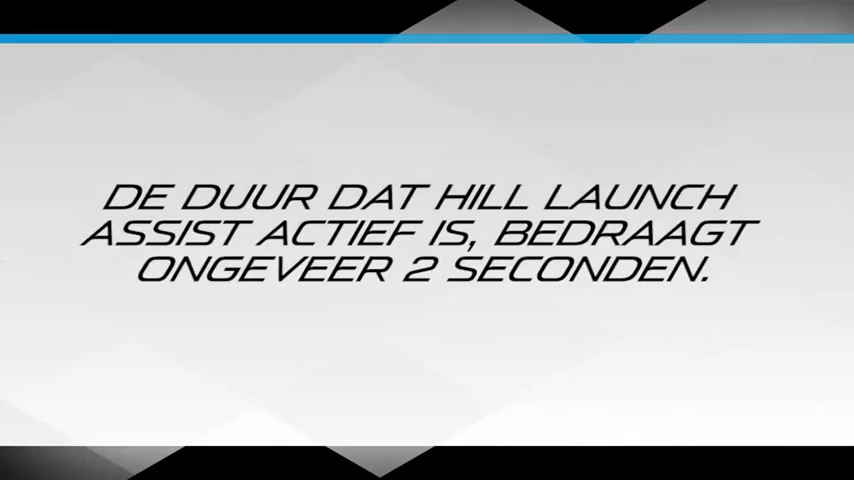 DE DUUR DAT HILL LAUNCH
ASSIST ACTIEF IS, BEDRAAGT
ONGEVEER 2 SECONDEN.